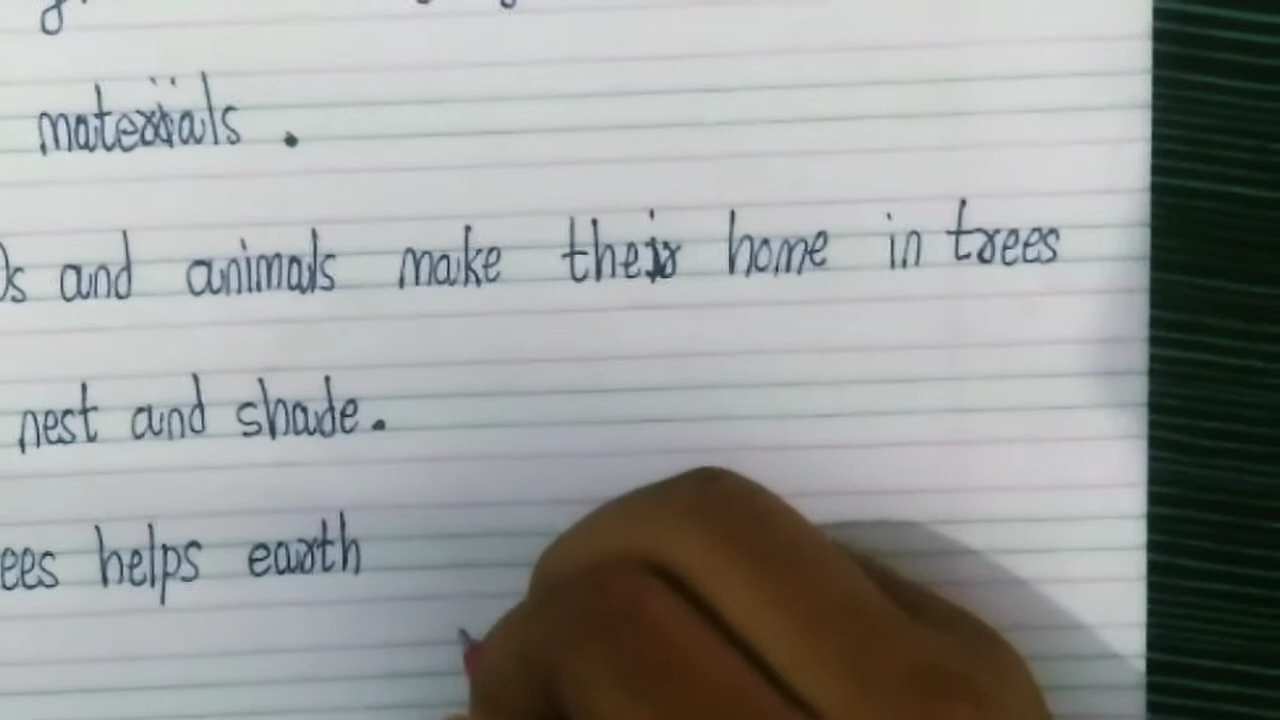 materials .
and animals make their home in trees
nest and shade.
helps earth